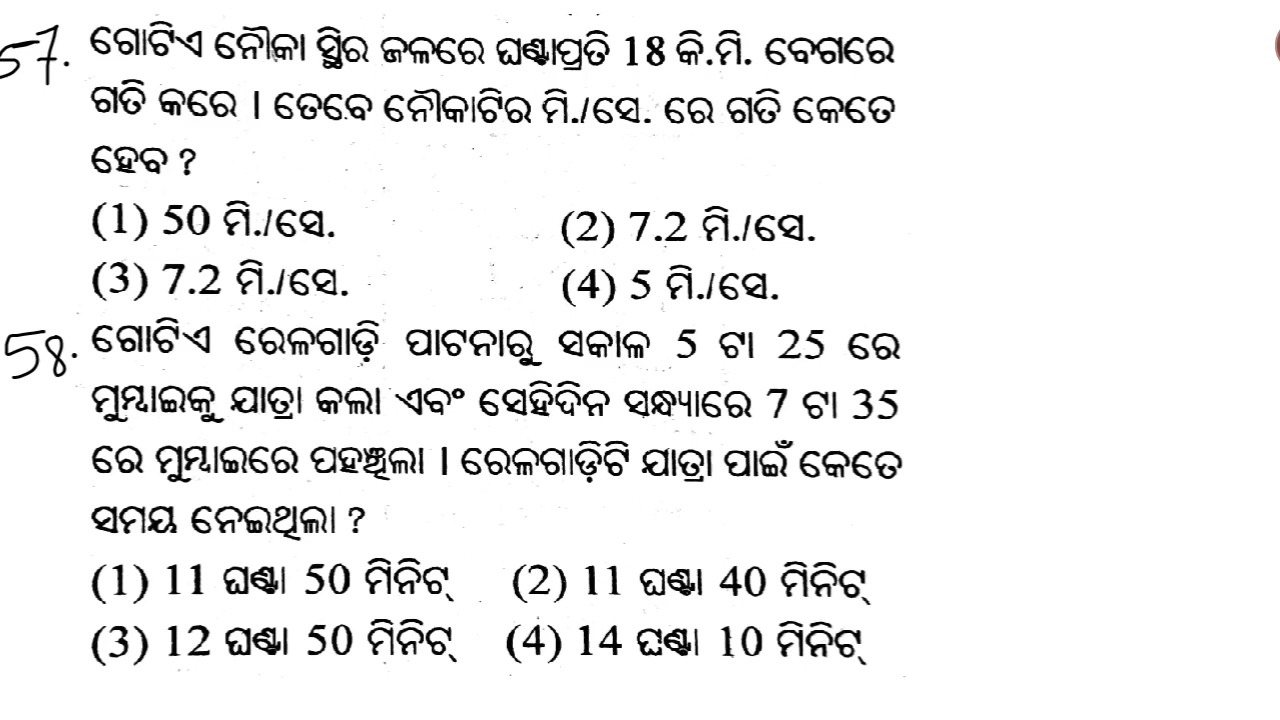 57. ଗୋଟିଏ ନୌକା ସ୍ଥିର ଜଳରେ ଘଣ୍ଟାପ୍ରତି 18 କି.ମି. ବେଗରେ
ଗତି କରେ । ତେବେ ନୌକାଟିର ମି./ସେ. ରେ ଗତି କେତେ
ହେବ ?
(1) 50 ମି./ସେ. (2) 7.2 ମି./ସେ.
(3) 7.2 ମି./ସେ. (4) 5 ମି./ସେ.
58. ଗୋଟିଏ ରେଳଗାଡ଼ି ପାଟନାରୁ ସକାଳ 5 ଟା 25 ରେ
ମୁମ୍ବାଇକୁ ଯାତ୍ରା କଲା ଏବଂ ସେହିଦିନ ସନ୍ଧ୍ୟାରେ 7 ଟା 35
ରେ ମୁମ୍ବାଇରେ ପହଞ୍ଚିଲା । ରେଳଗାଡ଼ିଟି ଯାତ୍ରା ପାଇଁ କେତେ
ସମୟ ନେଇଥିଲା ?
(1) 11 ଘଣ୍ଟା 50 ମିନିଟ୍ (2) 11 ଘଣ୍ଟା 40 ମିନିଟ୍
(3) 12 ଘଣ୍ଟା 50 ମିନିଟ୍ (4) 14 ଘଣ୍ଟା 10 ମିନିଟ୍